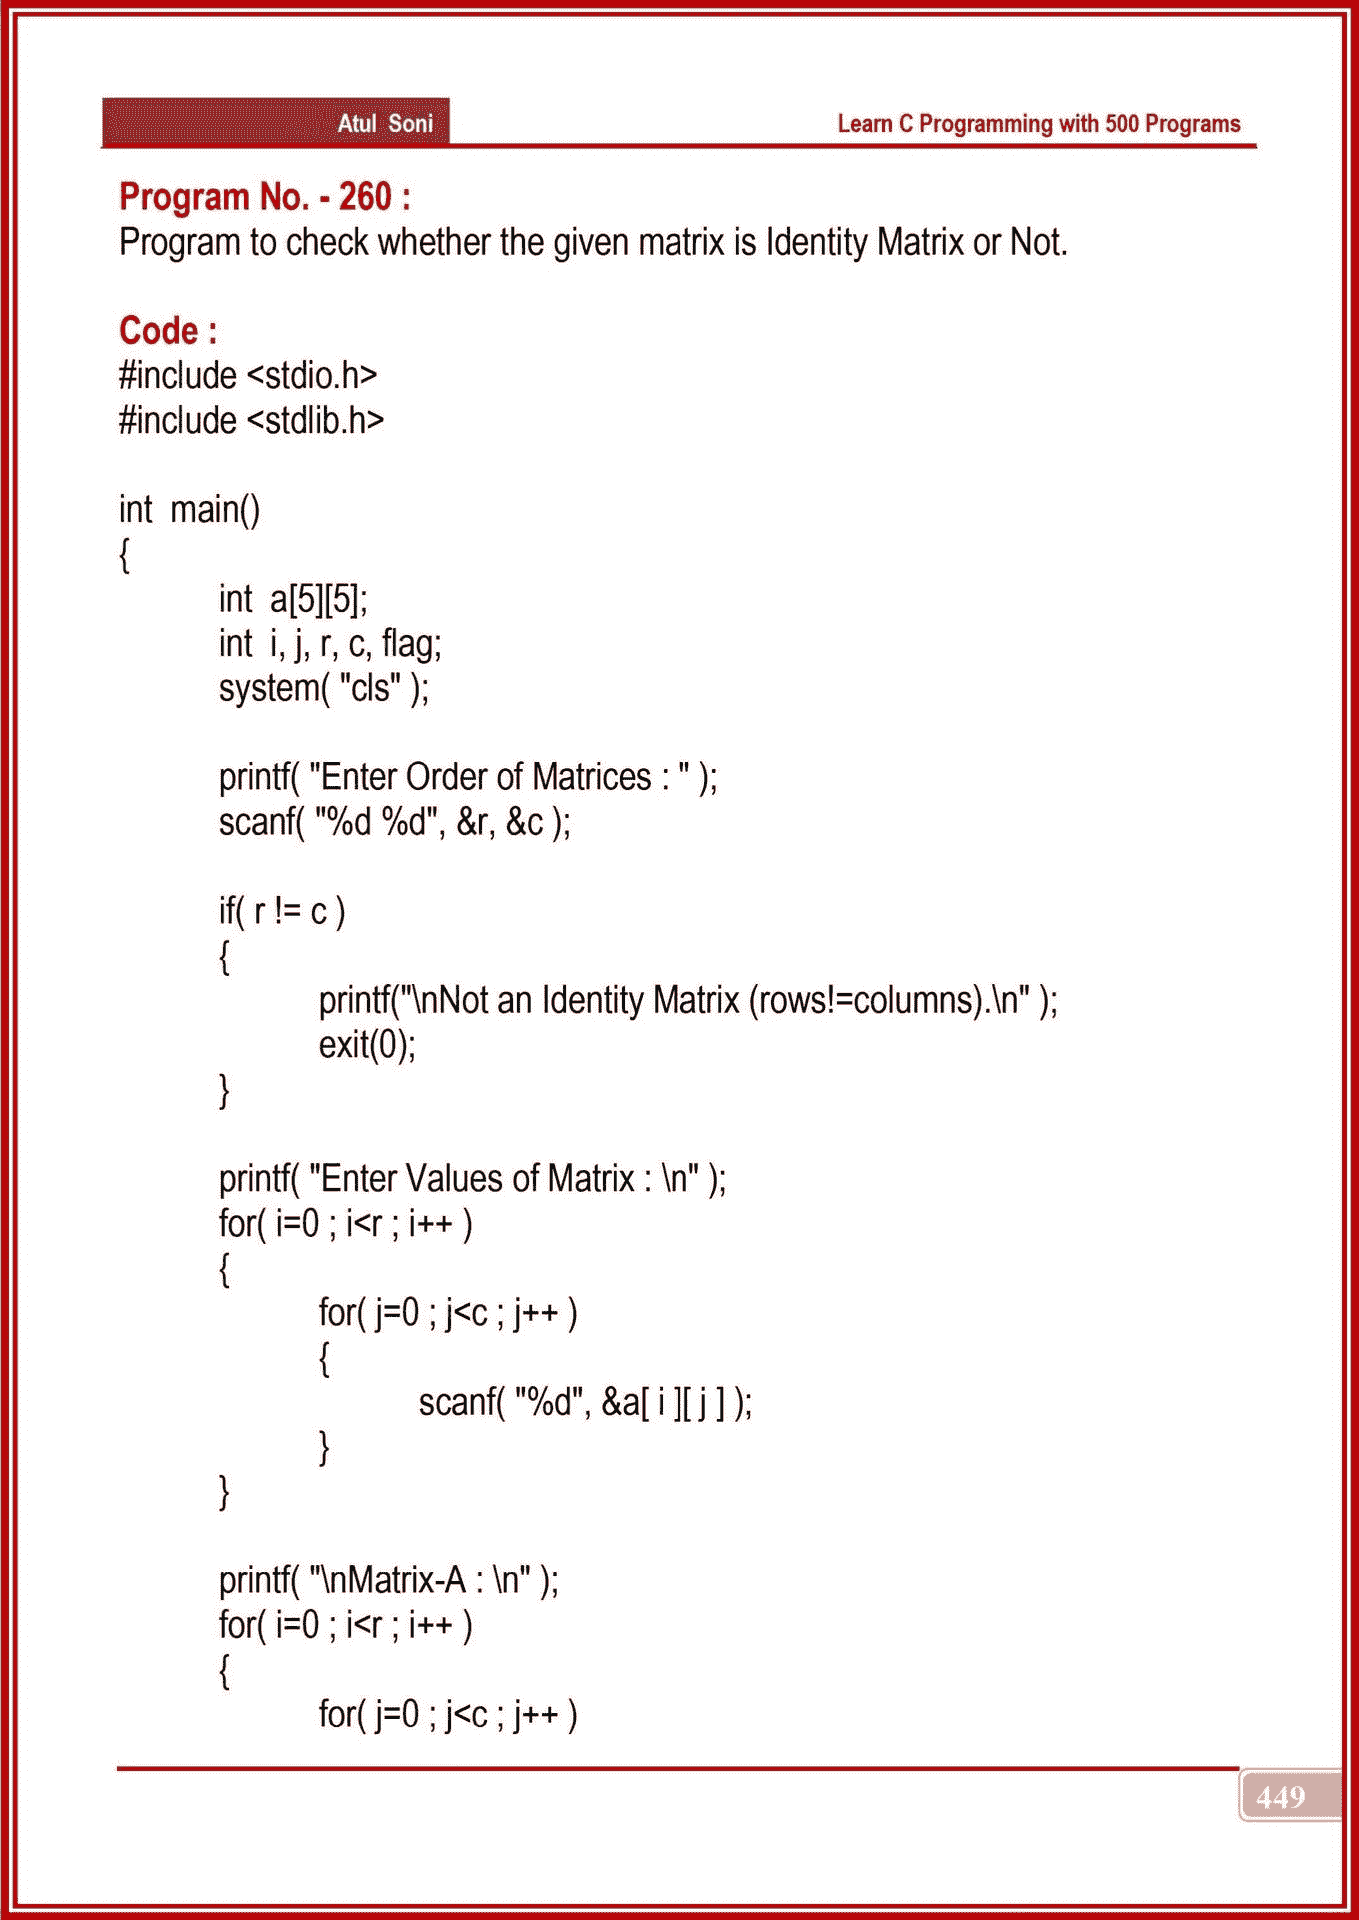 Atul Soni
Learn C Programming with 500 Programs
Program No. - 260 :
Program to check whether the given matrix is Identity Matrix or Not.
Code :
#include <stdio.h>
#include <stdlib.h>
int main()
{
int a[5][5];
int i, j, r, c, flag;
system( "cls" );
printf( "Enter Order of Matrices : " );
scanf( "%d %d", &r, &c );
if( r != c )
{
printf("\nNot an Identity Matrix (rows!=columns).\n" );
exit(0);
}
printf( "Enter Values of Matrix : \n" );
for( i=0 ; i<r ; i++ )
{
for( j=0 ; j<c ; j++ )
{
scanf( "%d", &a[ i ][ j ] );
}
}
printf( "\nMatrix-A : \n" );
for( i=0 ; i<r ; i++ )
{
for( j=0 ; j<c ; j++ )
449